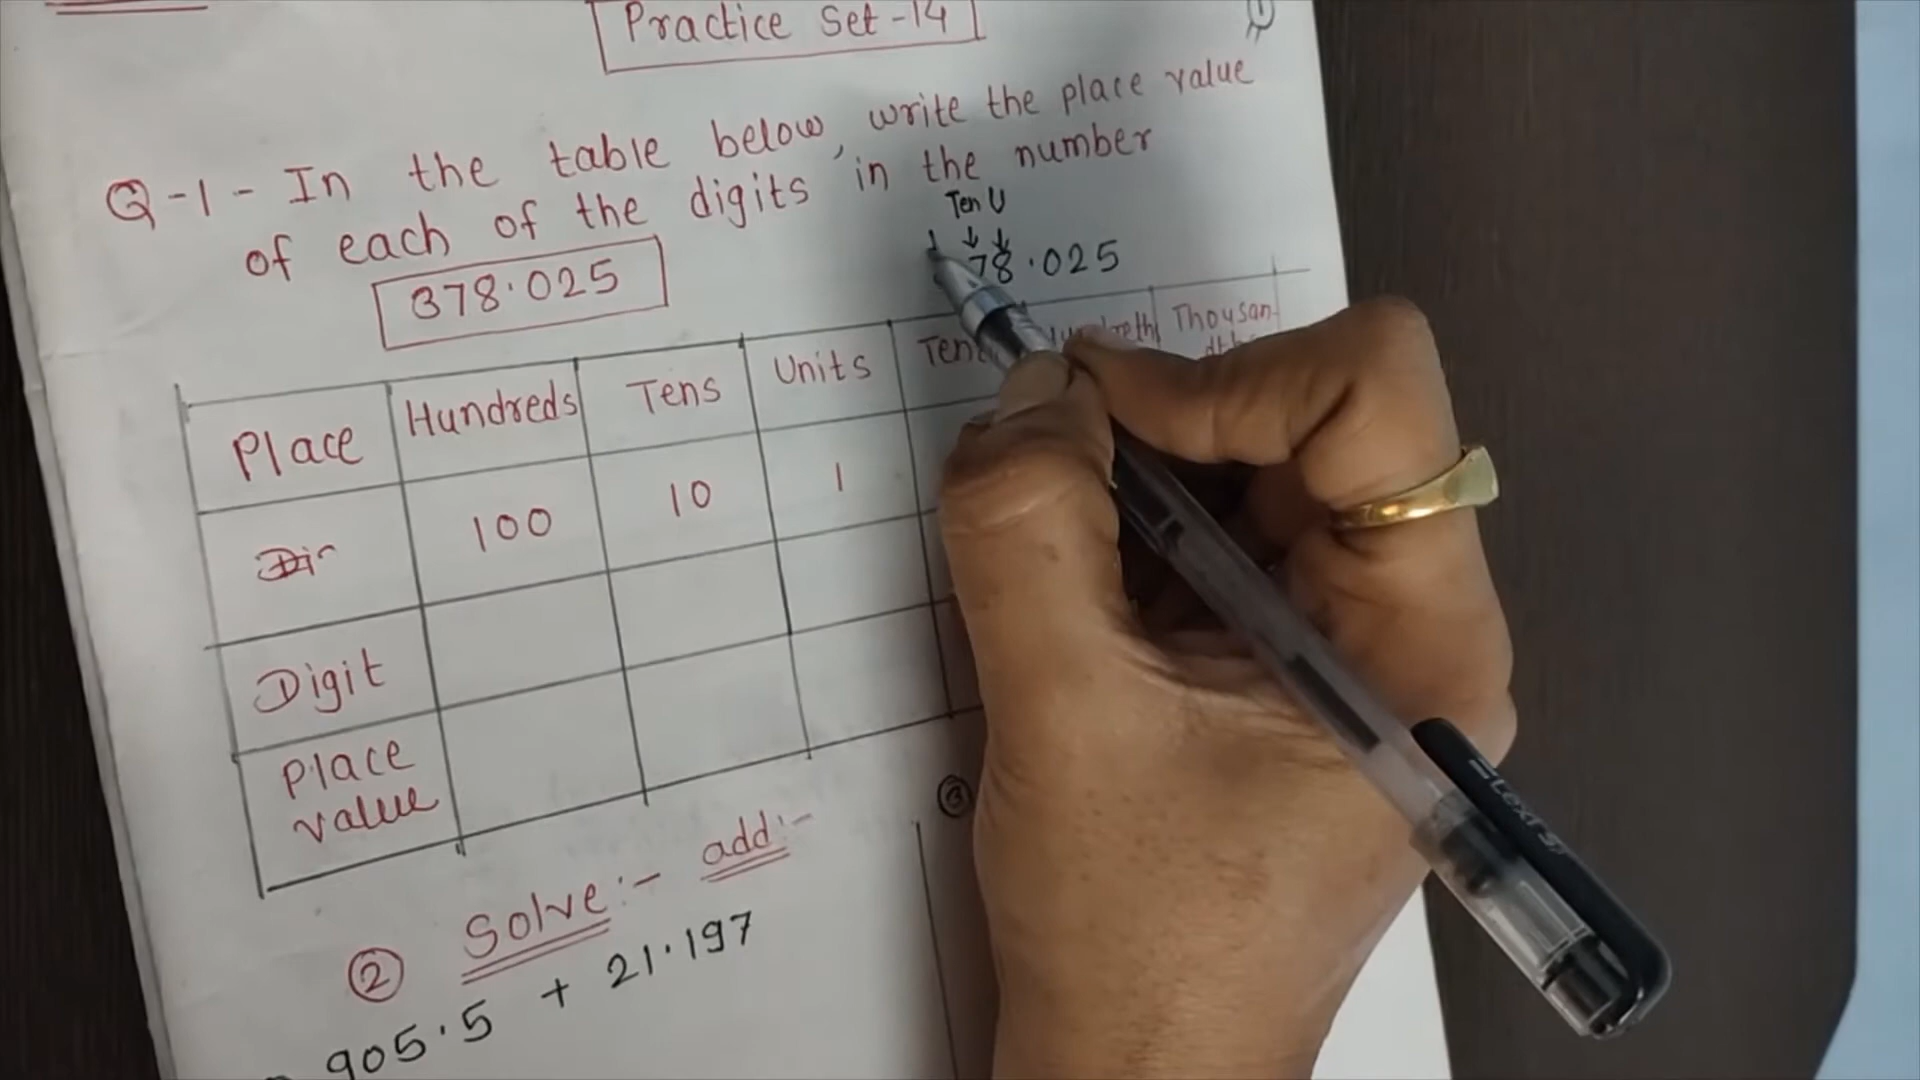 Practice Set-14
Q-1- In the table below, write the place value
of each of the digits in the number
378.025
Ten U
78.025
Place Hundreds Tens Units Thousan-
100 10 1
Digit
Place value
② Solve:- add:-
905.5 + 21.197
③